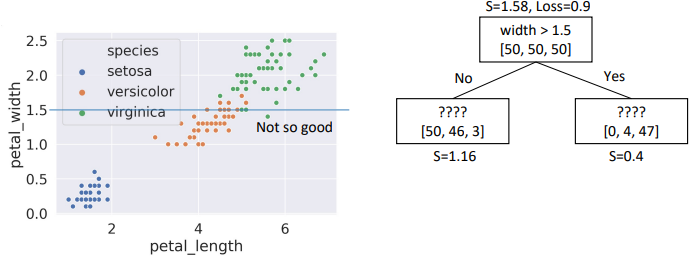 2.5
2.0
1.5
1.0
0.5
0.0
petal_width
species
setosa
versicolor
virginica
Not so good
2
4
6
petal_length
S=1.58, Loss=0.9
width > 1.5
[50, 50, 50]
No
Yes
????
[50, 46, 3]
S=1.16
????
[0, 4, 47]
S=0.4